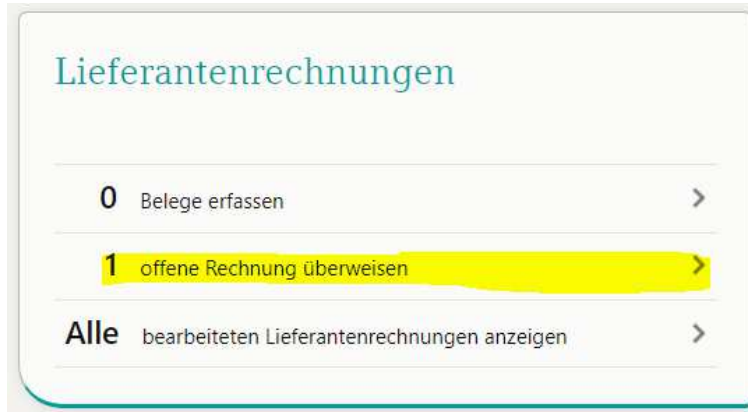 Lieferantenrechnungen
0 Belege erfassen
1 offene Rechnung überweisen
Alle bearbeiteten Lieferantenrechnungen anzeigen